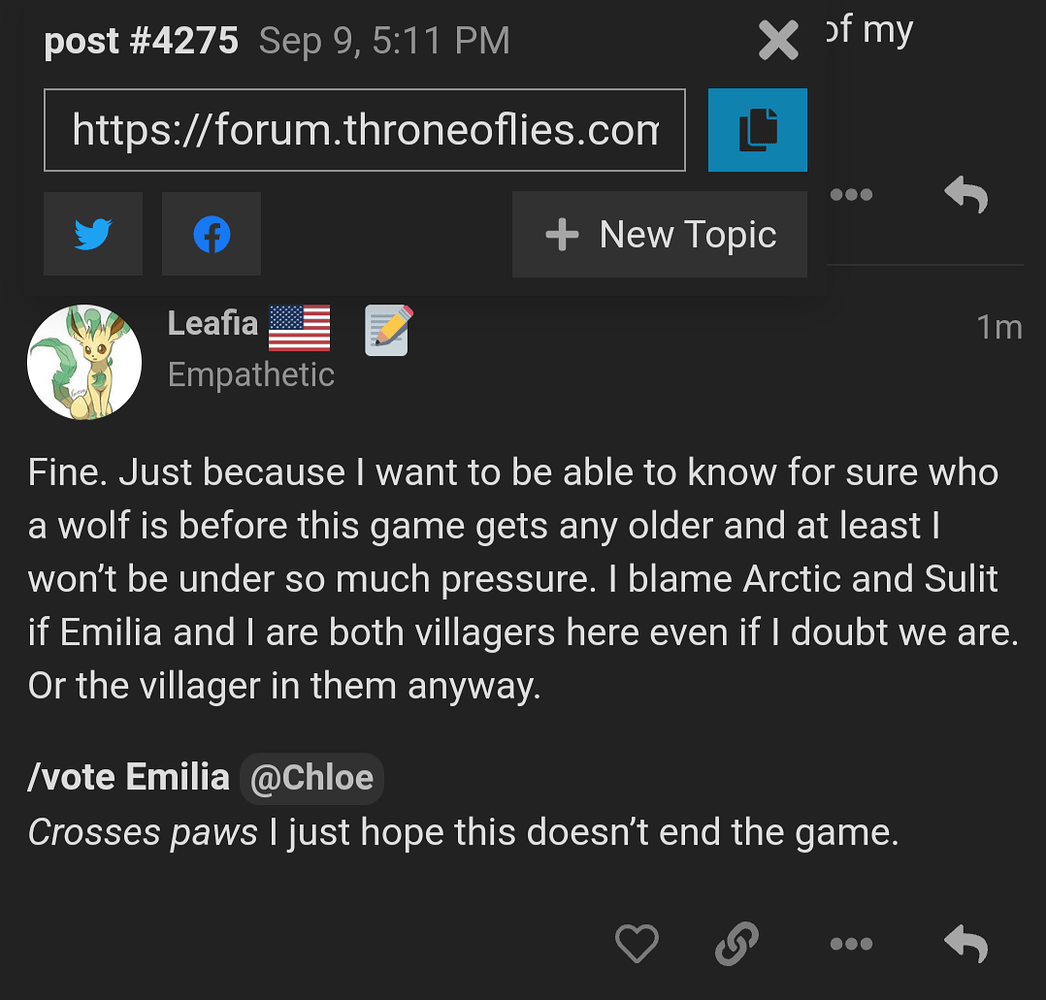 post #4275 Sep 9, 5:11 PM
of my
https://forum.throneoflies.com
+ New Topic
Leafia
1m
Empathetic
Fine. Just because I want to be able to know for sure who
a wolf is before this game gets any older and at least I
won’t be under so much pressure. I blame Arctic and Sulit
if Emilia and I are both villagers here even if I doubt we are.
Or the villager in them anyway.
/vote Emilia @Chloe
Crosses paws I just hope this doesn’t end the game.